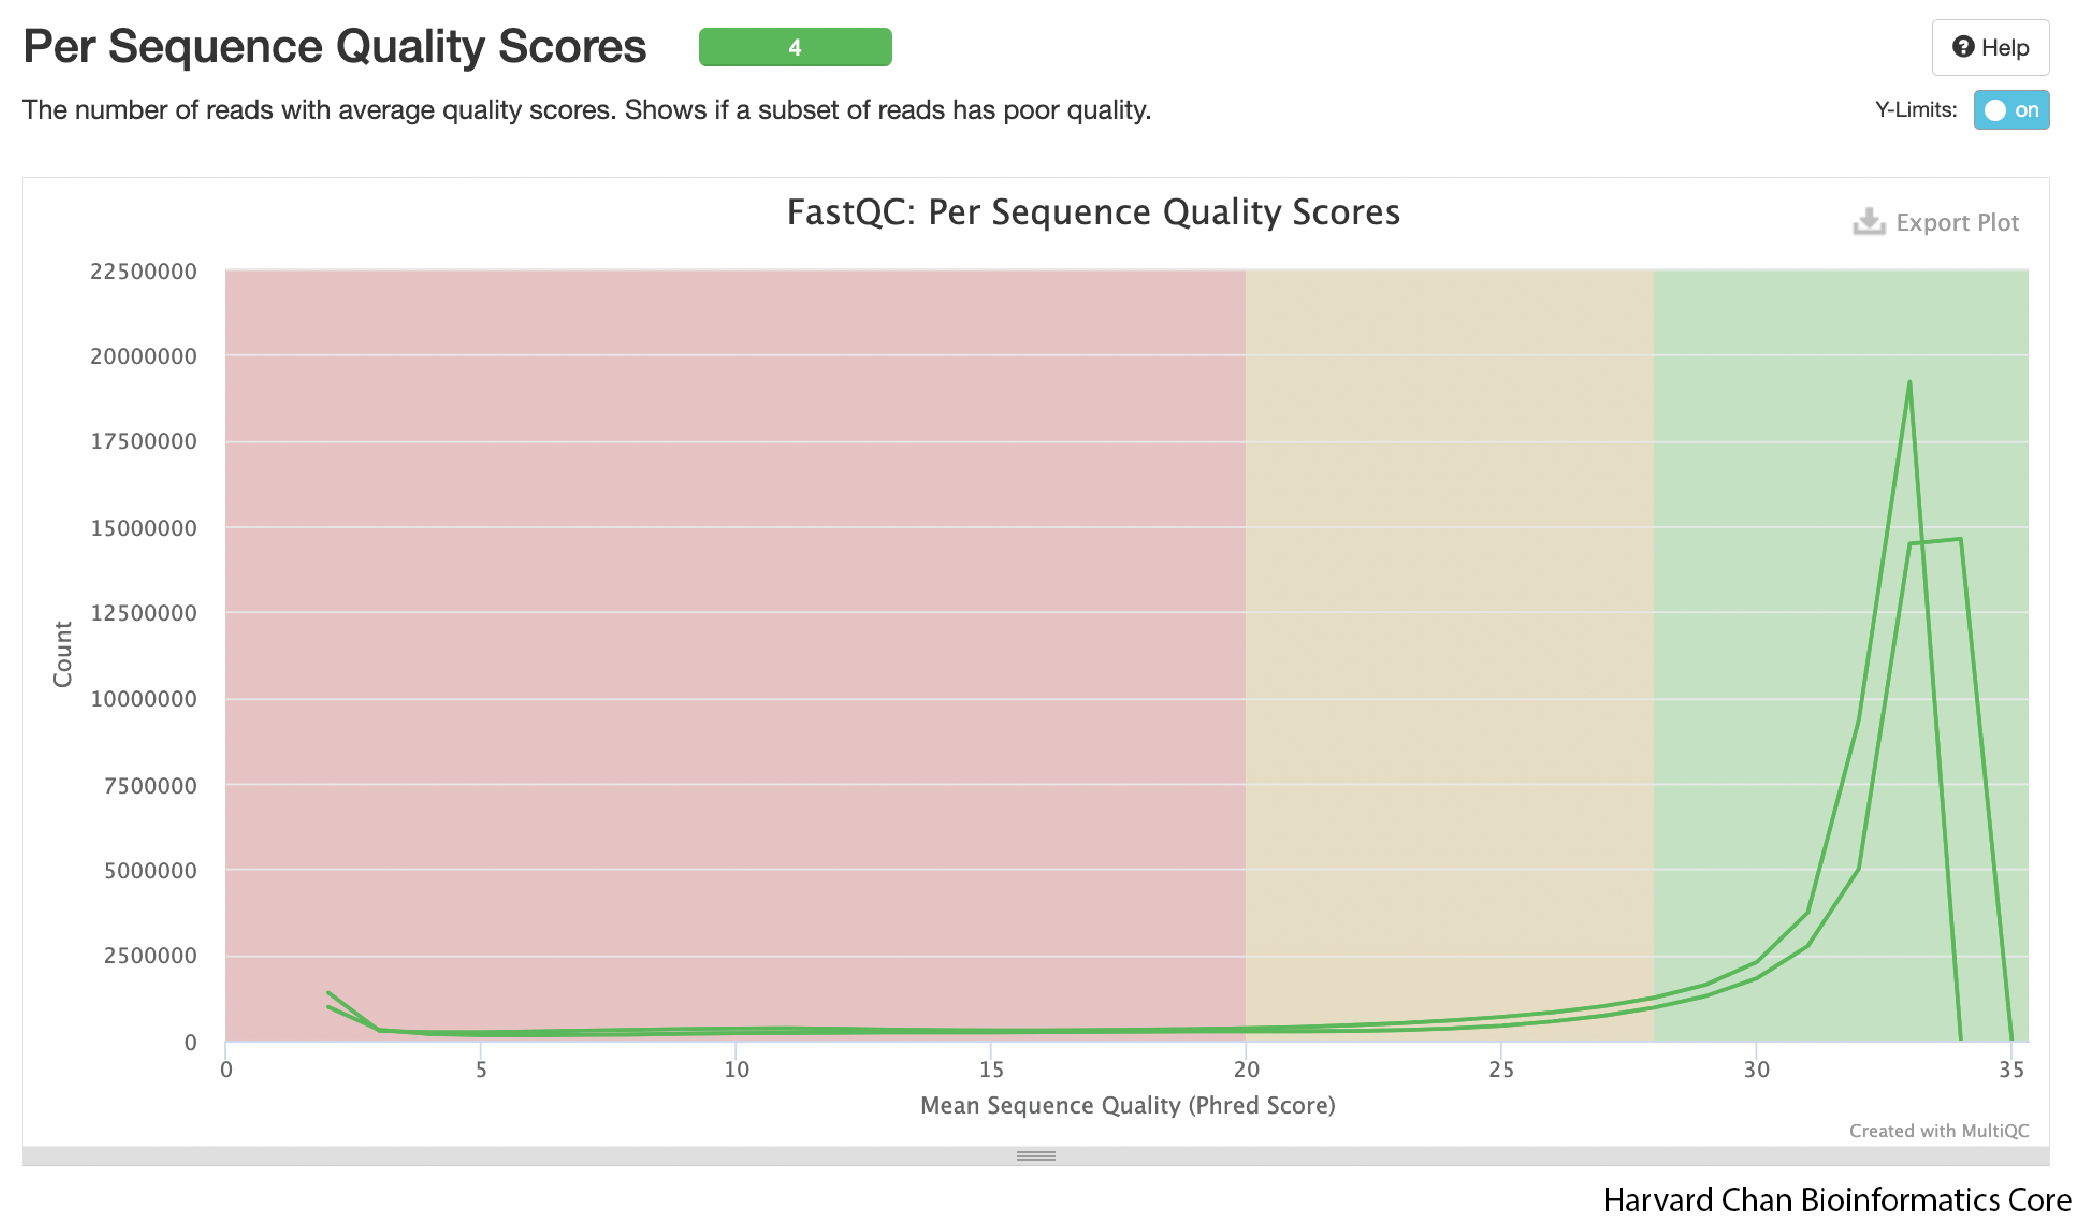 Per Sequence Quality Scores 4 Help
The number of reads with average quality scores. Shows if a subset of reads has poor quality. Y-Limits: on
FastQC: Per Sequence Quality Scores
Export Plot
22500000
20000000
17500000
15000000
12500000
10000000
7500000
5000000
2500000
0
Count
0 5 10 15 20 25 30 35
Mean Sequence Quality (Phred Score)
Created with MultiQC
Harvard Chan Bioinformatics Core